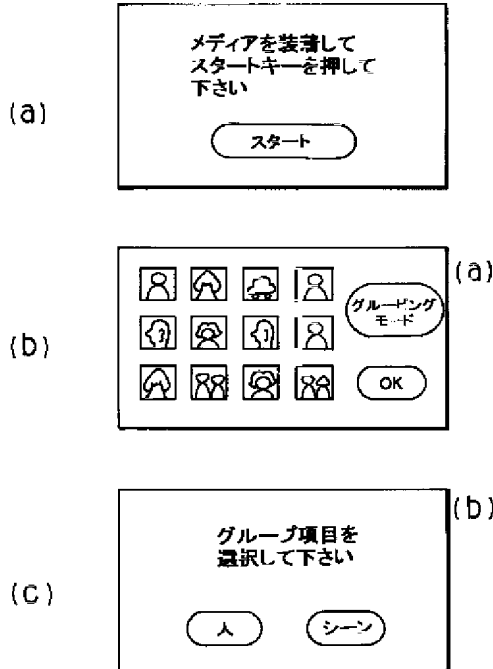 (a)
メディアを装着して
スタートキーを押して
下さい
スタート
(b)
(a)
グルーピング
モード
OK
(c)
(b)
グループ項目を
選択して下さい
人
シーン